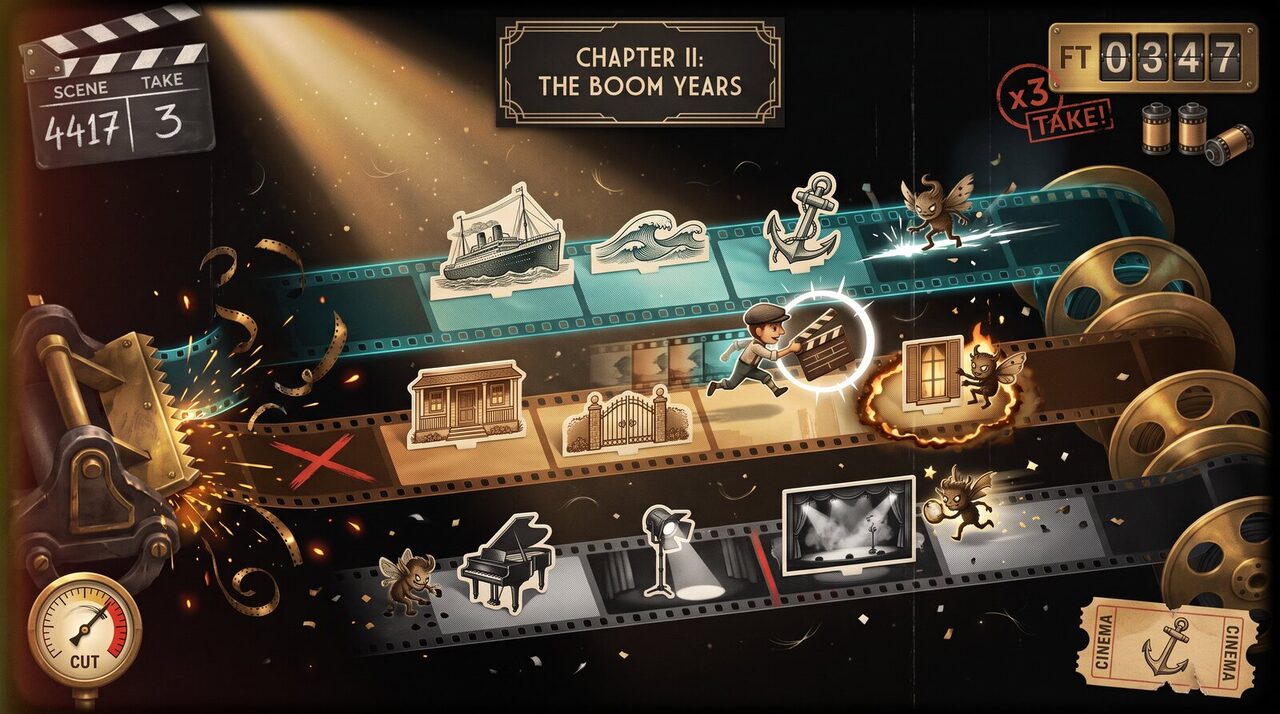 SCENE TAKE
4417 3
CHAPTER II:
THE BOOM YEARS
FT 0347
x3
TAKE!
CUT
CINEMA
CINEMA